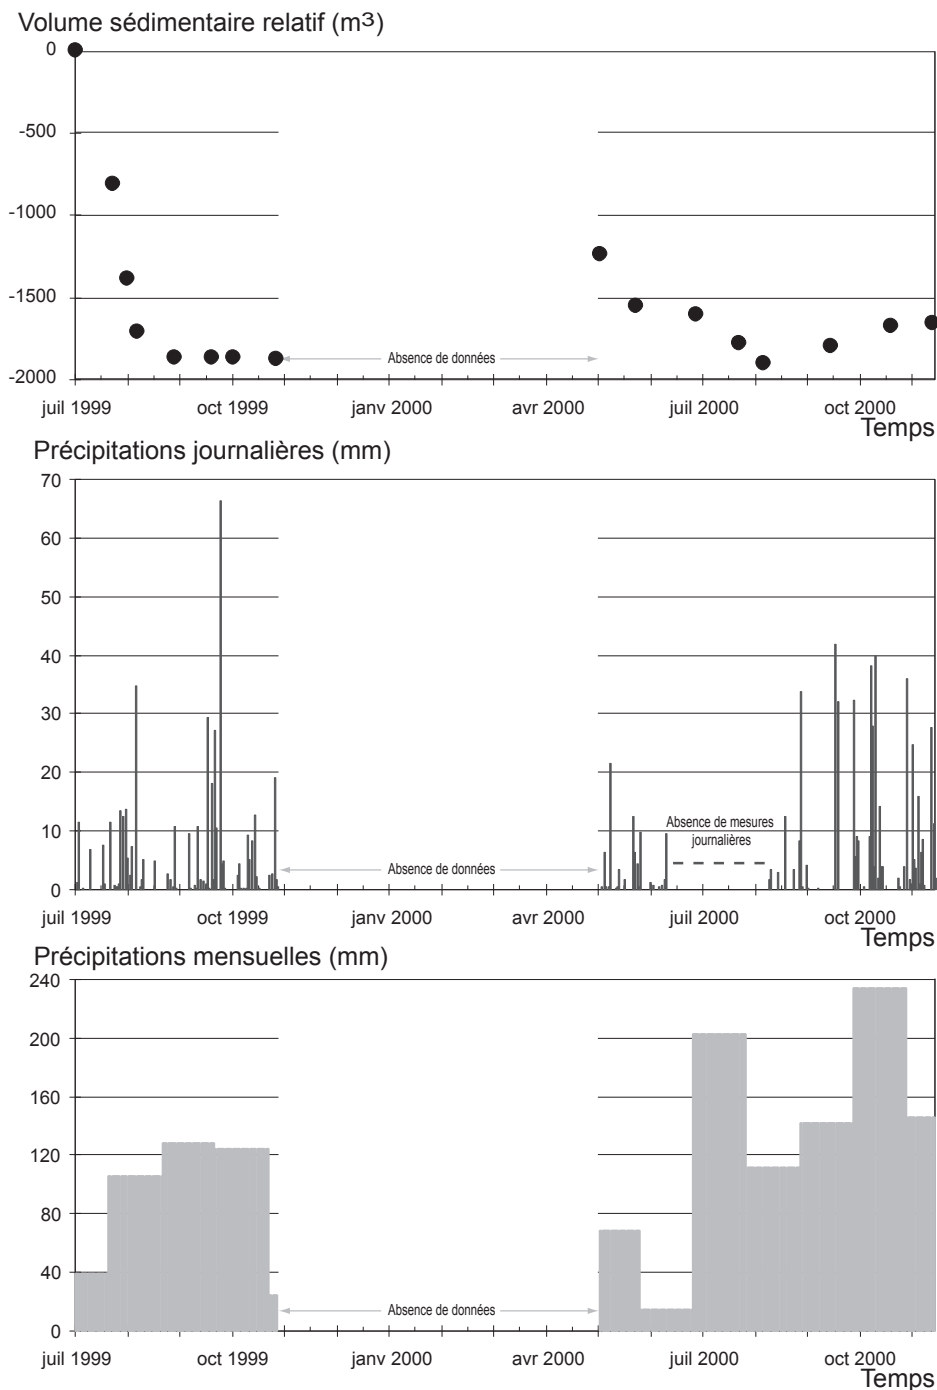 Volume sédimentaire relatif (m³)
0
-500
-1000
-1500
-2000
Absence de données
juil 1999 oct 1999 janv 2000 avr 2000 juil 2000 oct 2000
Temps
Précipitations journalières (mm)
70
60
50
40
30
20
10
0
Absence de mesures
journalières
Absence de données
juil 1999 oct 1999 janv 2000 avr 2000 juil 2000 oct 2000
Temps
Précipitations mensuelles (mm)
240
200
160
120
80
40
0
Absence de données
juil 1999 oct 1999 janv 2000 avr 2000 juil 2000 oct 2000
Temps